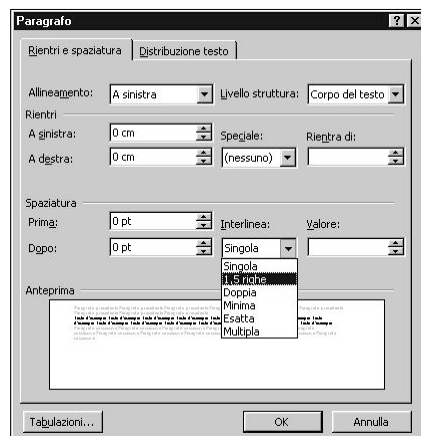 Paragrafo
Rientri e spaziatura Distribuzione testo
Allineamento: A sinistra Livello struttura: Corpo del testo
Rientri
A sinistra: 0 cm Speciale: Rientra di:
A destra: 0 cm (nessuno)
Spaziatura
Prima: 0 pt Interlinea: Valore:
Dopo: 0 pt Singola
Singola
1,5 righe
Doppia
Minima
Esatta
Multipla
Anteprima
Tabulazioni... OK Annulla